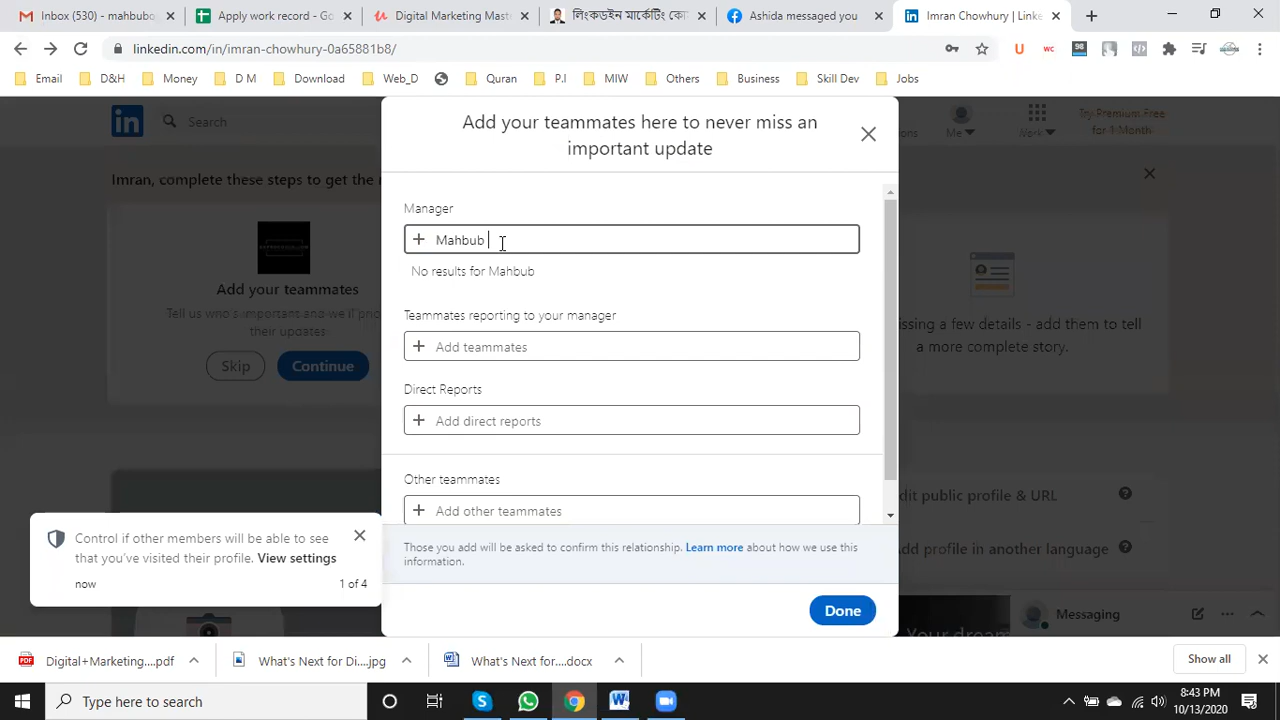 Inbox (530) - mahbubo
Apply work record - Go
Digital Marketing Mast
লিংকডইন মার্কেটিং কো
Ashida messaged you
Imran Chowhury | Linke
linkedin.com/in/imran-chowhury-0a65881b8/
Email
D&H
Money
D M
Download
Web_D
Quran
P.I
MIW
Others
Business
Skill Dev
Jobs
in
Search
Me
Work
Try Premium Free
for 1 Month
Add your teammates here to never miss an
important update
Imran, complete these steps to get the
Manager
Mahbub
No results for Mahbub
Add your teammates
Tell us who's important and we'll
their updates
Skip
Continue
Teammates reporting to your manager
Add teammates
Direct Reports
Add direct reports
Other teammates
Add other teammates
issing a few details - add them to tell
a more complete story.
dit public profile & URL
dd profile in another language
Control if other members will be able to see
that you've visited their profile. View settings
now
1 of 4
Those you add will be asked to confirm this relationship. Learn more about how we use this
information.
Done
Messaging
Your dream
Digital+Marketing....pdf
What's Next for Di....jpg
What's Next for....docx
Show all
Type here to search
8:43 PM
10/13/2020